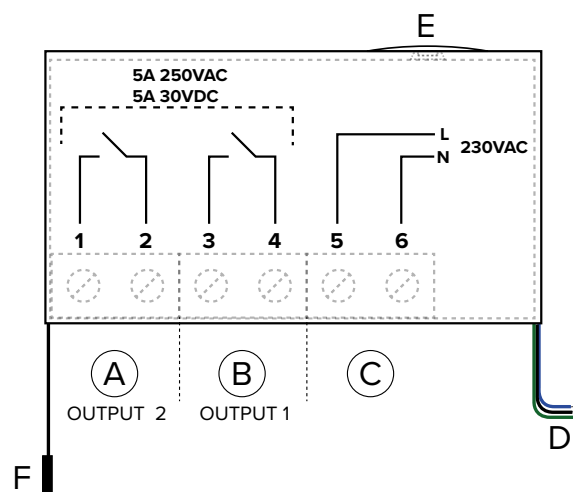 E
5A 250VAC
5A 30VDC
L
N
230VAC
1 2 3 4 5 6
A B C
OUTPUT 2 OUTPUT 1
D
F